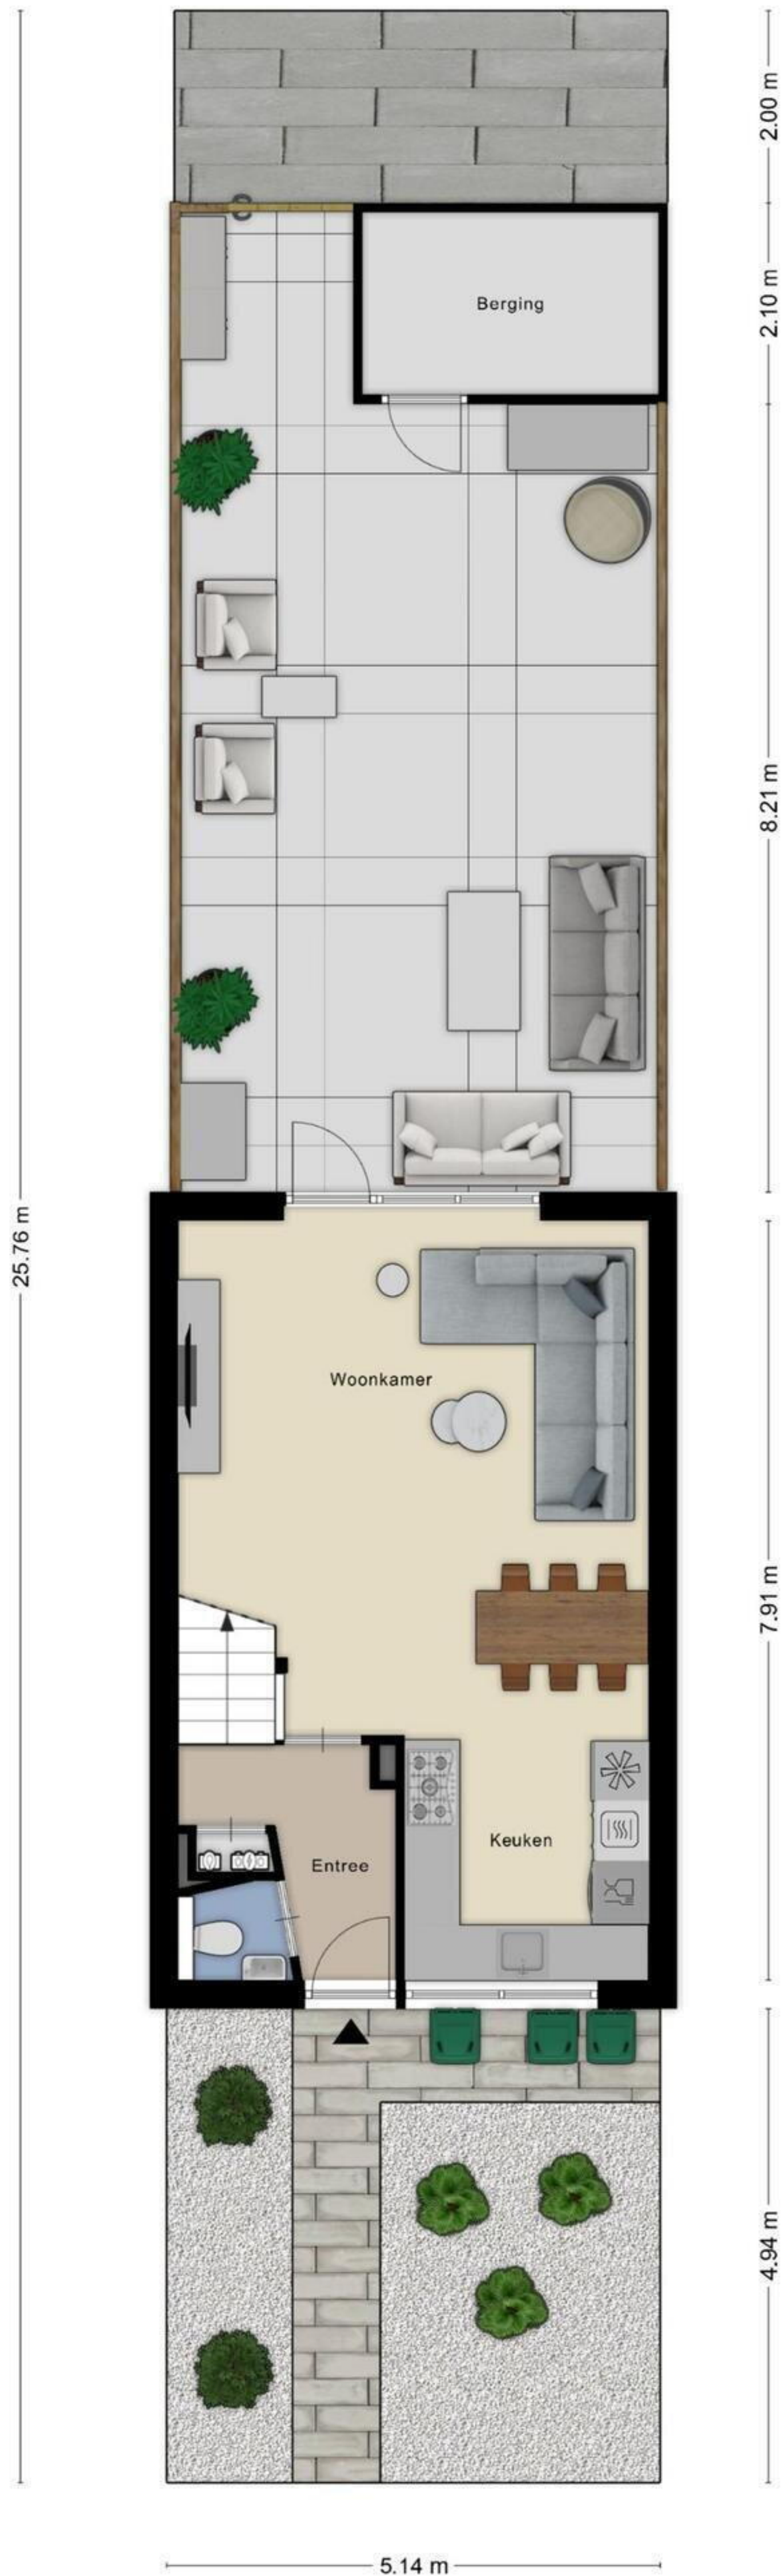 2.00 m
Berging
2.10 m
8.21 m
25.76 m
Woonkamer
7.91 m
Keuken
Entree
4.94 m
5.14 m